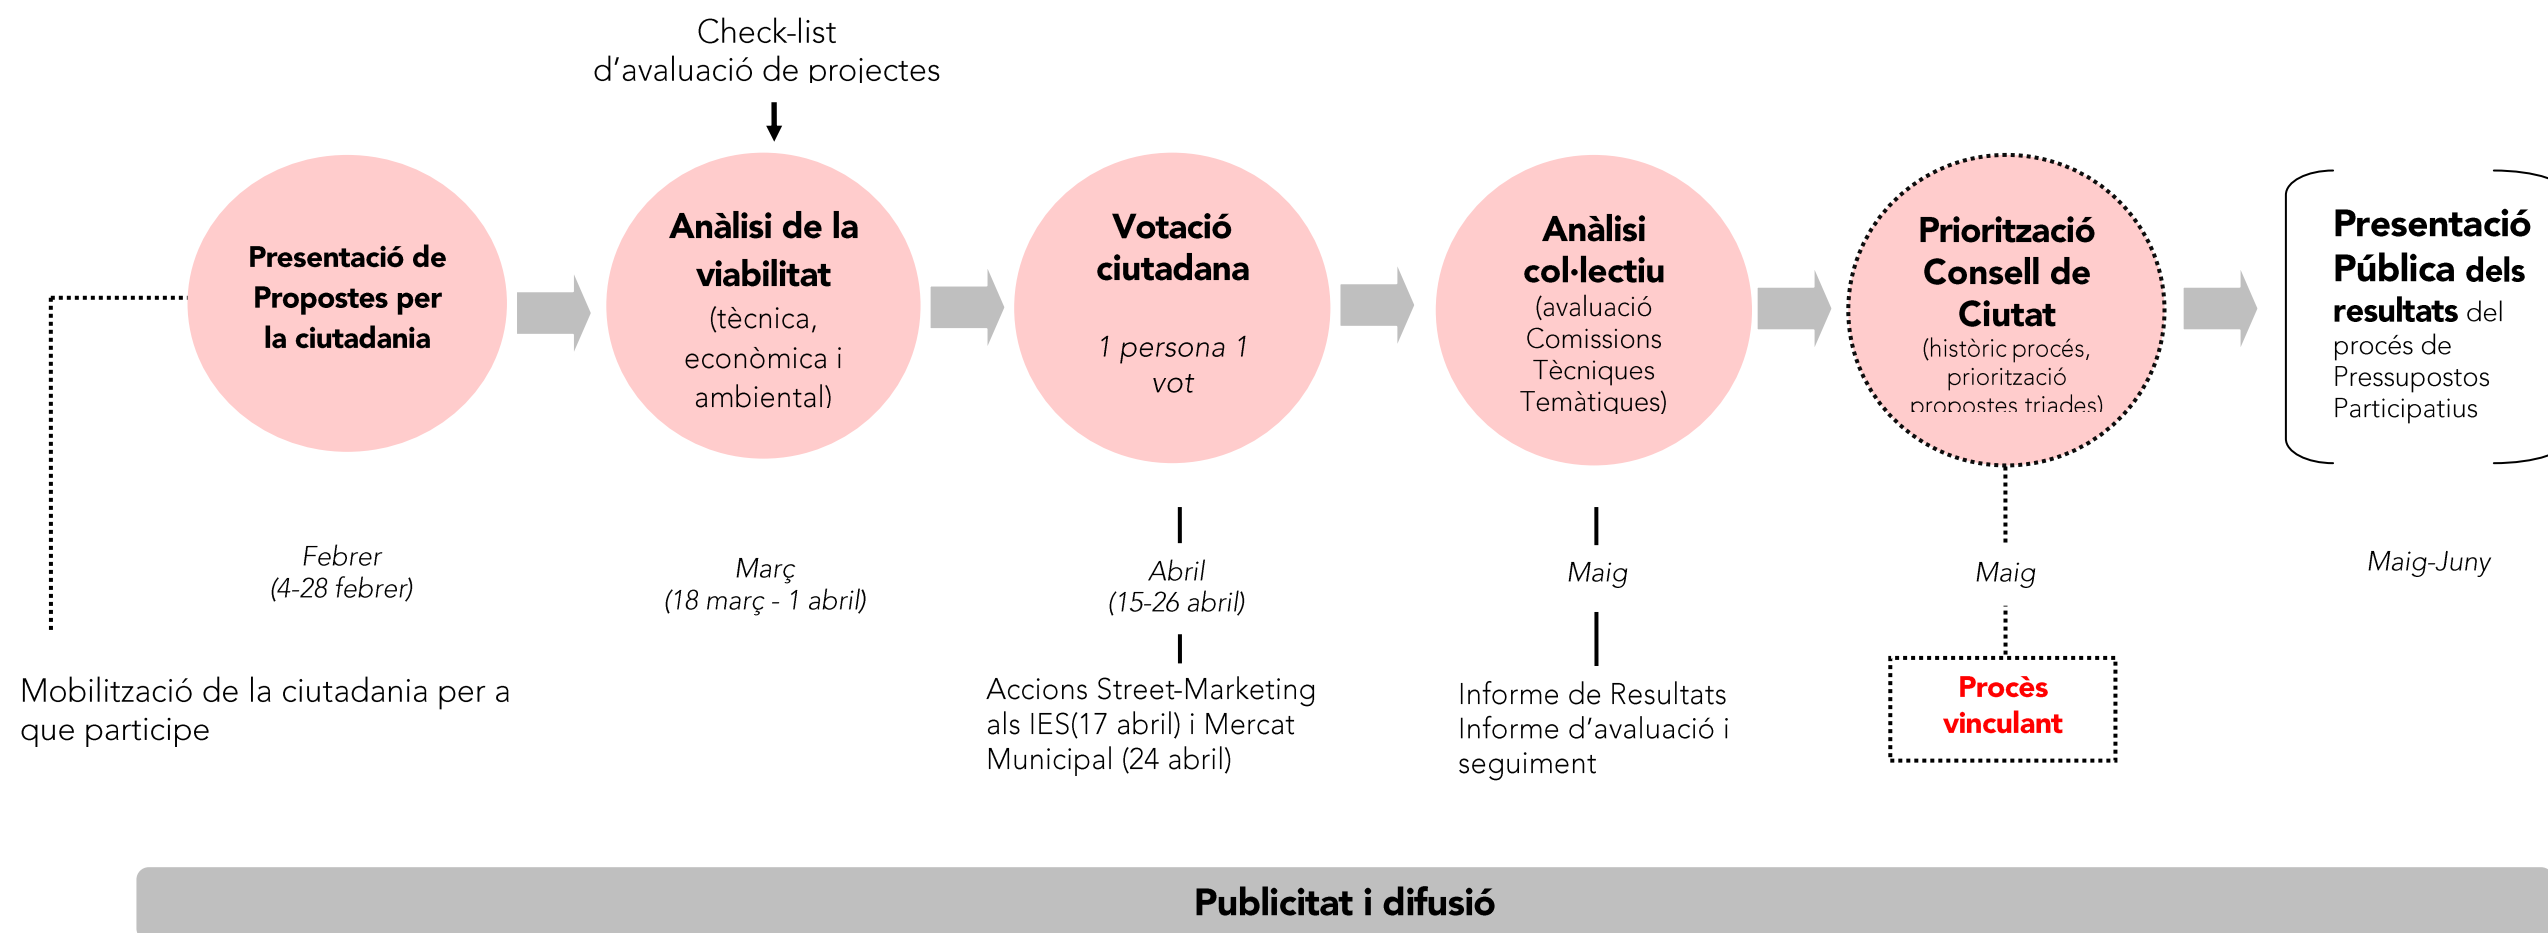 Check-list
d’avaluació de projectes
Presentació de
Propostes per
la ciutadania
Anàlisi de la
viabilitat
(tècnica,
econòmica i
ambiental)
Votació
ciutadana
1 persona 1
vot
Anàlisi
col·lectiu
(avaluació
Comissions
Tècniques
Temàtiques)
Priorització
Consell de
Ciutat
(històric procés,
priorització
propostes triades)
Presentació
Pública dels
resultats del
procés de
Pressupostos
Participatius
Febrer
(4-28 febrer)
Març
(18 març - 1 abril)
Abril
(15-26 abril)
Maig
Maig
Maig-Juny
Mobilització de la ciutadania per a
que participe
Accions Street-Marketing
als IES(17 abril) i Mercat
Municipal (24 abril)
Informe de Resultats
Informe d’avaluació i
seguiment
Procès
vinculant
Publicitat i difusió